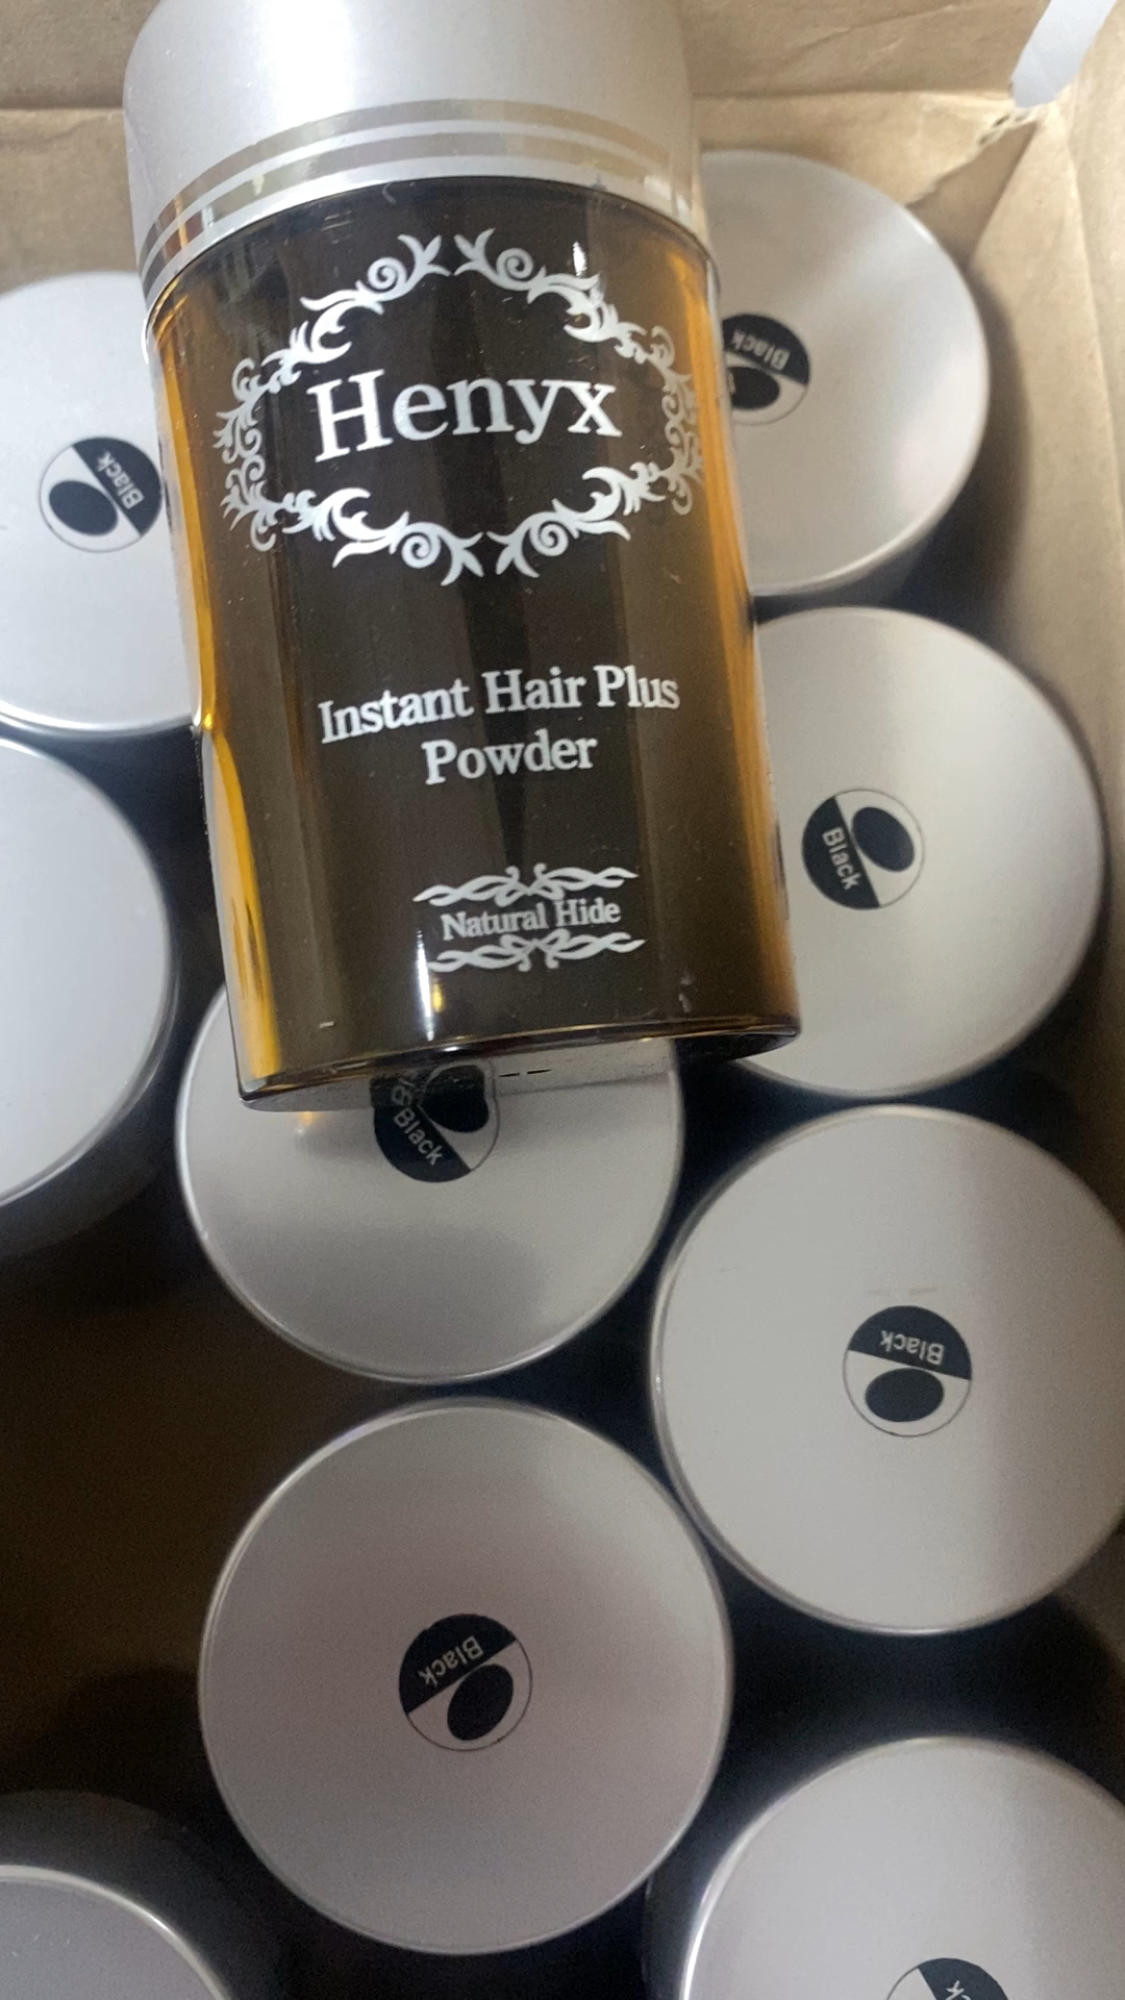 Henyx
Instant Hair Plus
Powder
Natural Hide
Black
Black
Black
Black
Black
Black